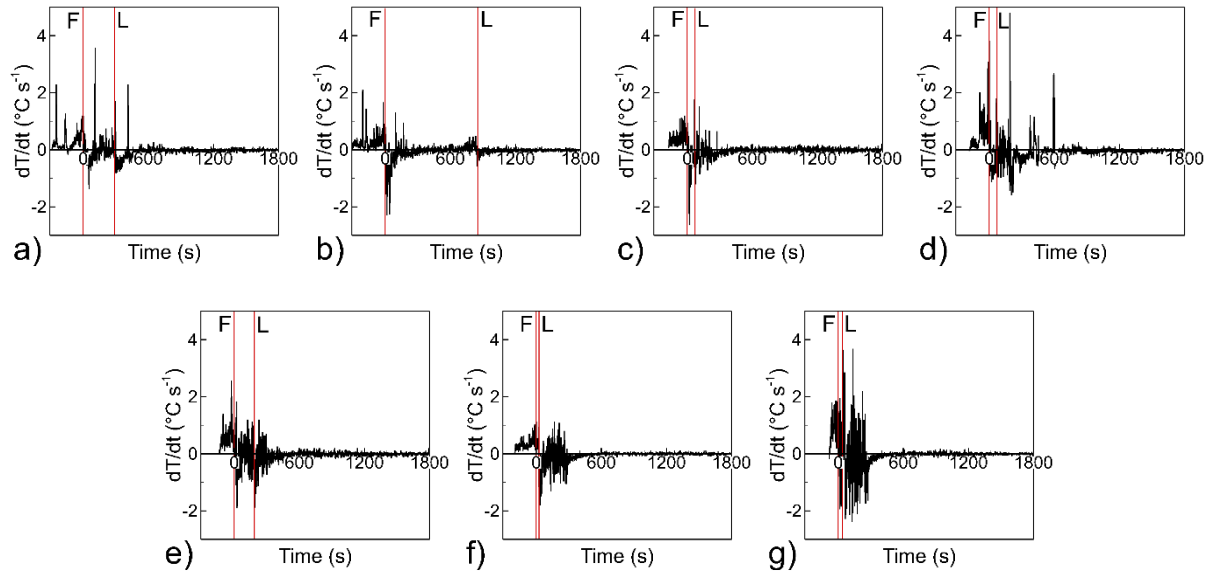 F L F L F L F L
4 4 4 4
2 2 2 2
0 0 0 0
-2 -2 -2 -2
dT/dt (°C s⁻¹) dT/dt (°C s⁻¹) dT/dt (°C s⁻¹) dT/dt (°C s⁻¹)
0 600 1200 1800 0 600 1200 1800 0 600 1200 1800 0 600 1200 1800
a) Time (s) b) Time (s) c) Time (s) d) Time (s)
F L F L F L
4 4 4
2 2 2
0 0 0
-2 -2 -2
dT/dt (°C s⁻¹) dT/dt (°C s⁻¹) dT/dt (°C s⁻¹)
0 600 1200 1800 0 600 1200 1800 0 600 1200 1800
e) Time (s) f) Time (s) g) Time (s)